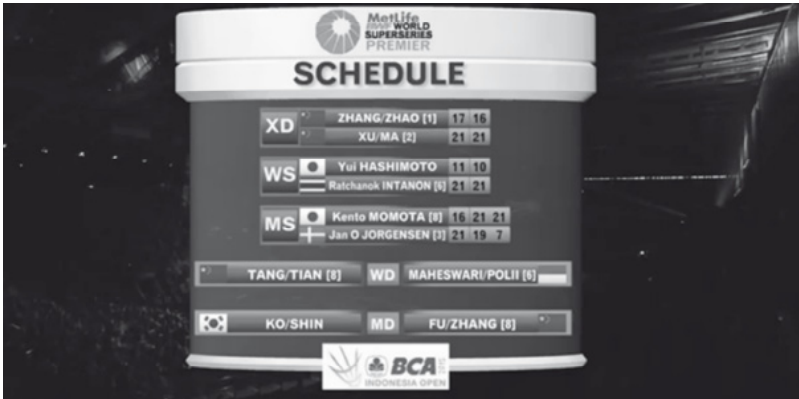 MetLife
WORLD
SUPERSERIES
PREMIER
SCHEDULE
XD ZHANG/ZHAO [1] 17 16
XU/MA [2] 21 21
WS Yui HASHIMOTO 11 10
Ratchanok INTANON [6] 21 21
MS Kento MOMOTA [8] 16 21 21
Jan O JORGENSEN [3] 21 19 7
TANG/TIAN [8] WD MAHESWARI/POLII [6]
KO/SHIN MD FU/ZHANG [8]
BCA
INDONESIA OPEN